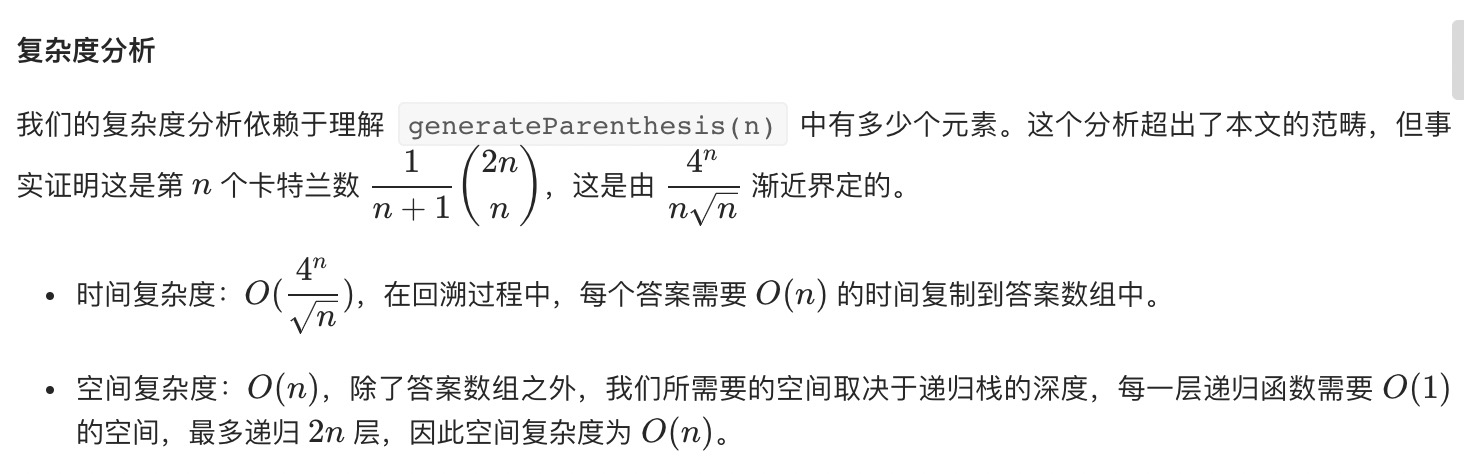 复杂度分析
我们的复杂度分析依赖于理解 generateParenthesis(n) 中有多少个元素。这个分析超出了本文的范畴，但事
实证明这是第 $n$ 个卡特兰数 $\dfrac{1}{n+1}\dbinom{2n}{n}$，这是由 $\dfrac{4^n}{n\sqrt{n}}$ 渐近界定的。
• 时间复杂度：$O(\dfrac{4^n}{\sqrt{n}})$，在回溯过程中，每个答案需要 $O(n)$ 的时间复制到答案数组中。
• 空间复杂度：$O(n)$，除了答案数组之外，我们所需要的空间取决于递归栈的深度，每一层递归函数需要 $O(1)$
的空间，最多递归 $2n$ 层，因此空间复杂度为 $O(n)$。